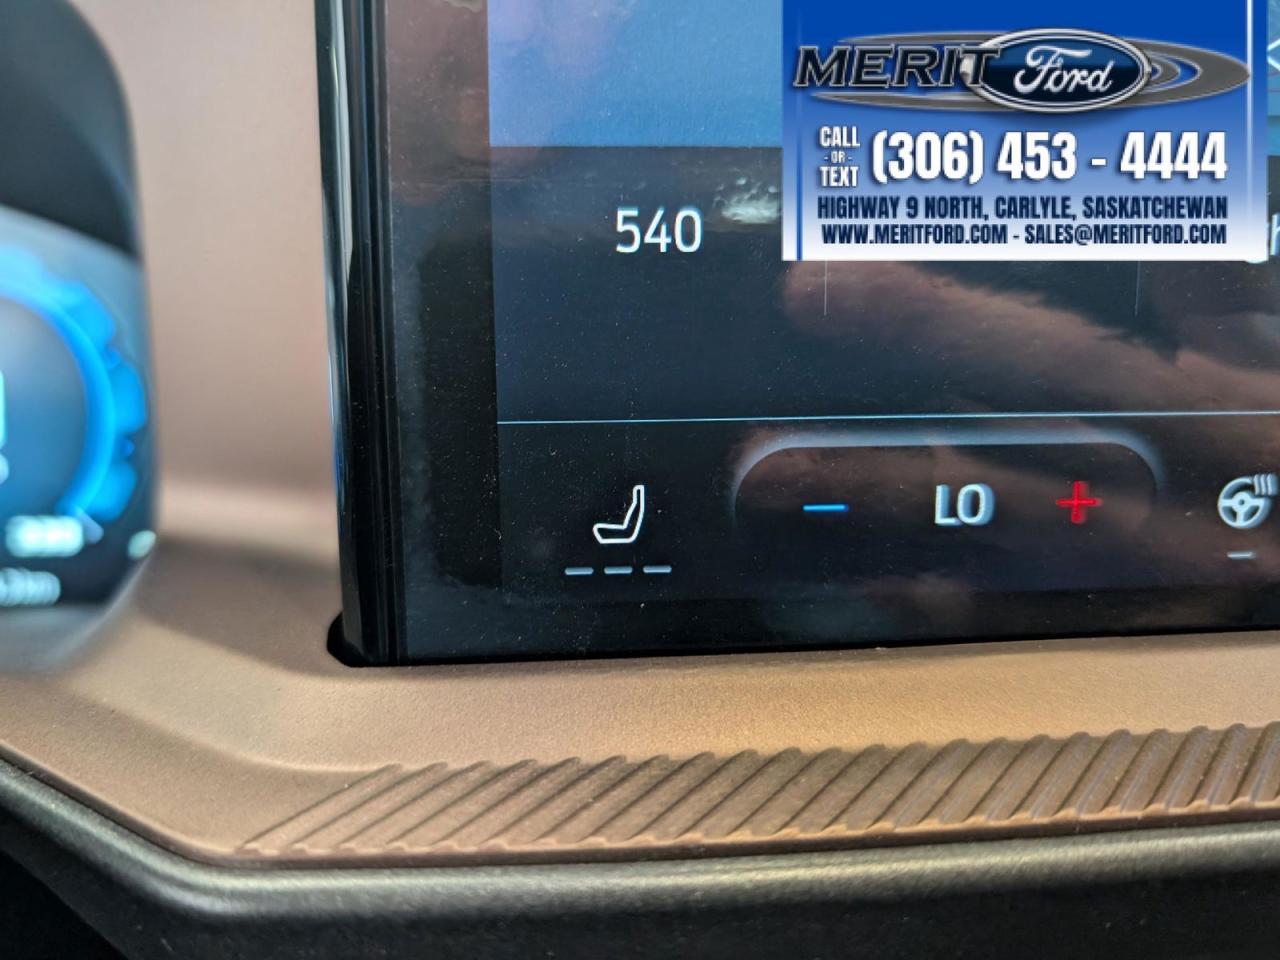 MERIT Ford
CALL
- OR -
TEXT
(306) 453 - 4444
HIGHWAY 9 NORTH, CARLYLE, SASKATCHEWAN
WWW.MERITFORD.COM - SALES@MERITFORD.COM
540
LO